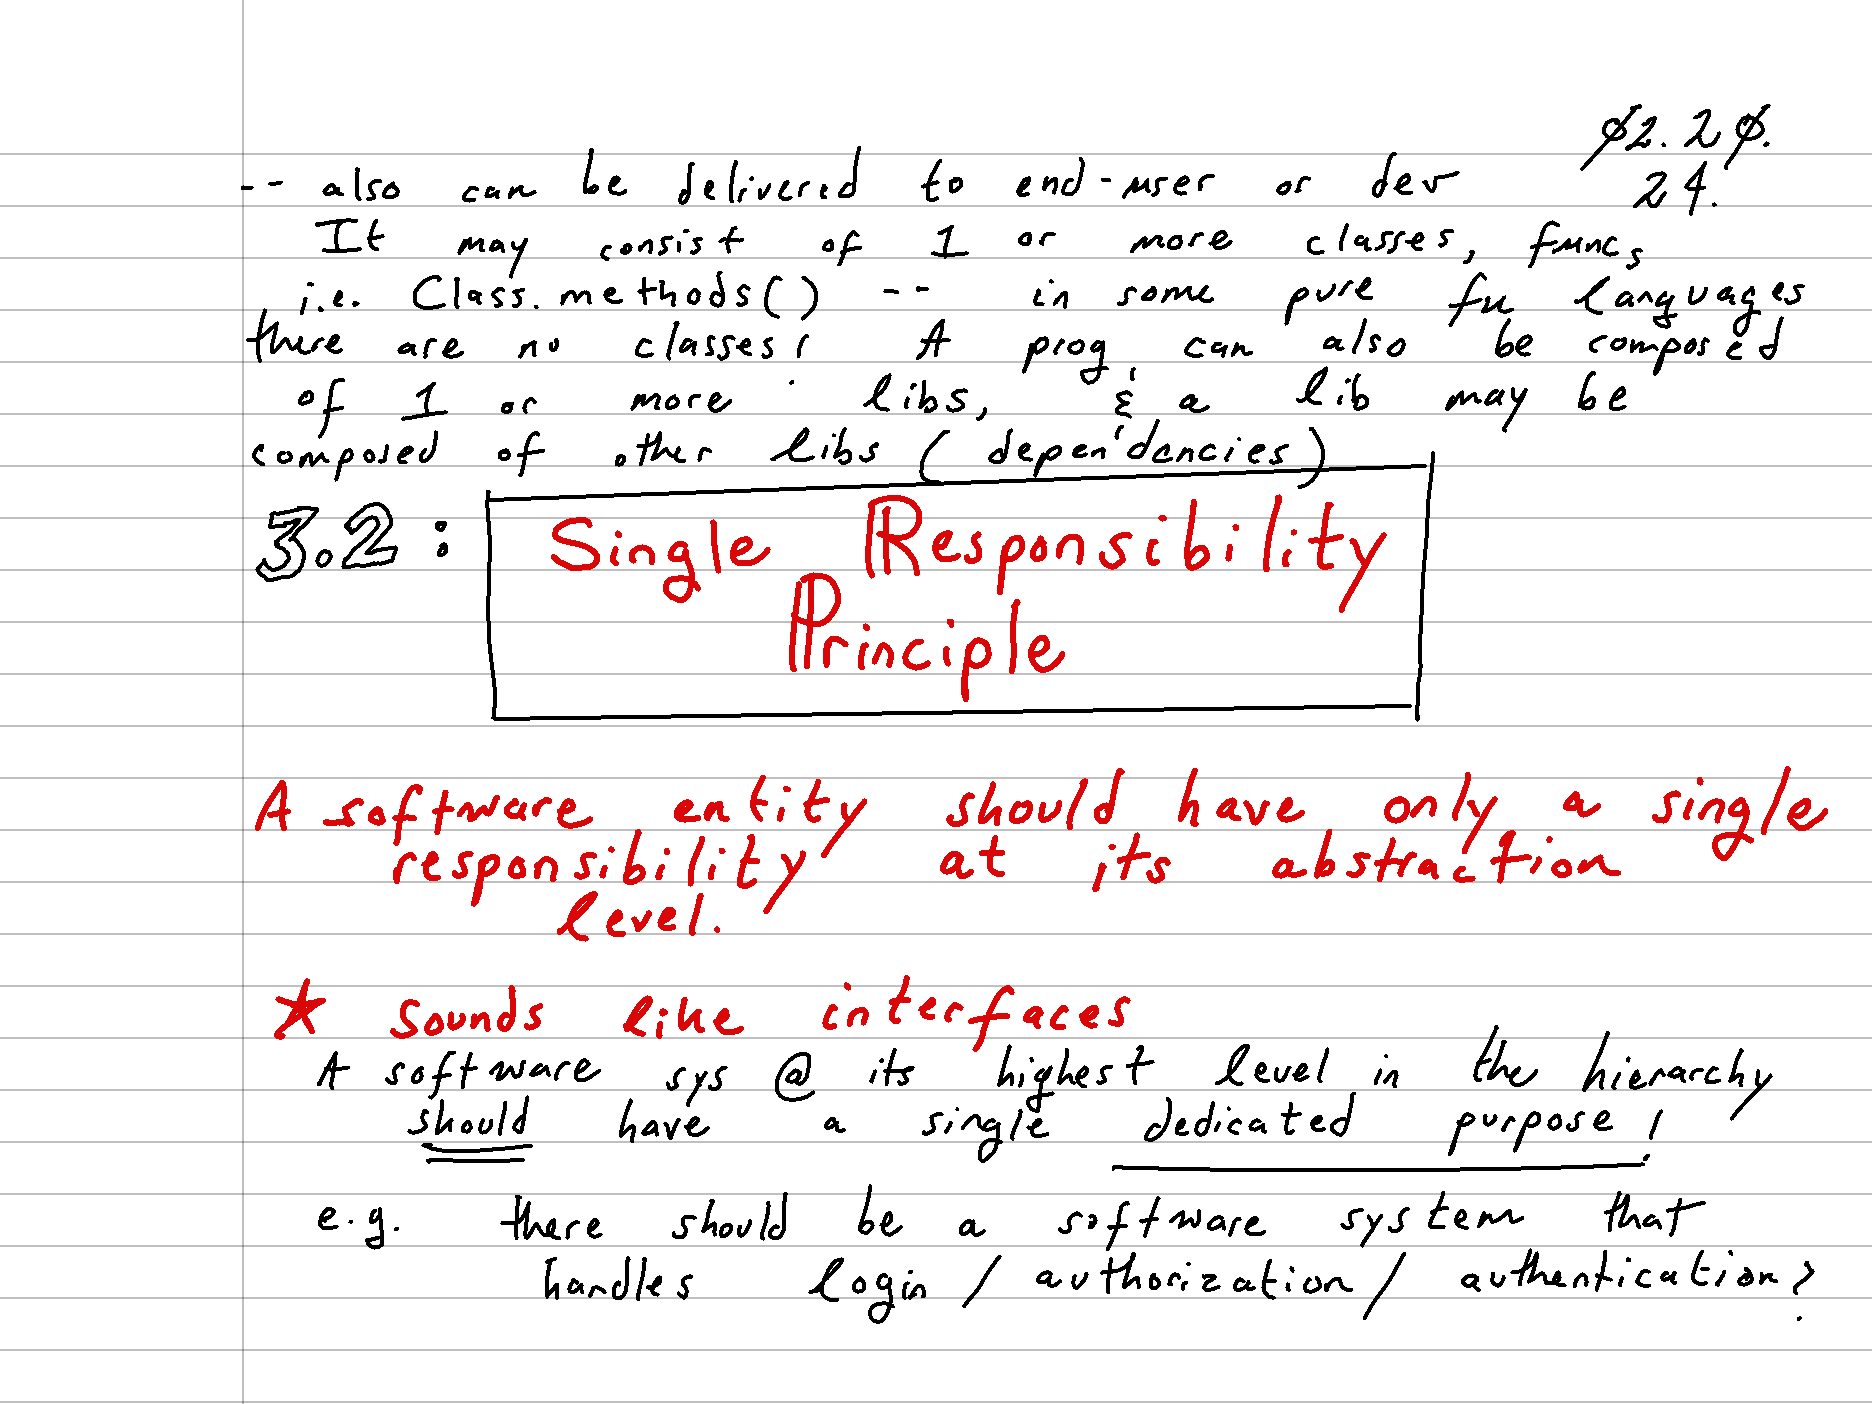 ø2.2ø.
24.
-- also can be delivered to end-user or dev
It may consist of 1 or more classes, funcs
i.e. Class.methods() -- in some pure fu languages
there are no classes! A prog can also be composed
of 1 or more libs, & a lib may be
composed of other libs (dependancies)
3.2: Single Responsibility
Principle
A software entity should have only a single
responsibility at its abstraction
level.
★ Sounds like interfaces
A software sys @ its highest level in the hierarchy
should have a single dedicated purpose!
e.g. there should be a software system that
handles login / authorization / authentication?